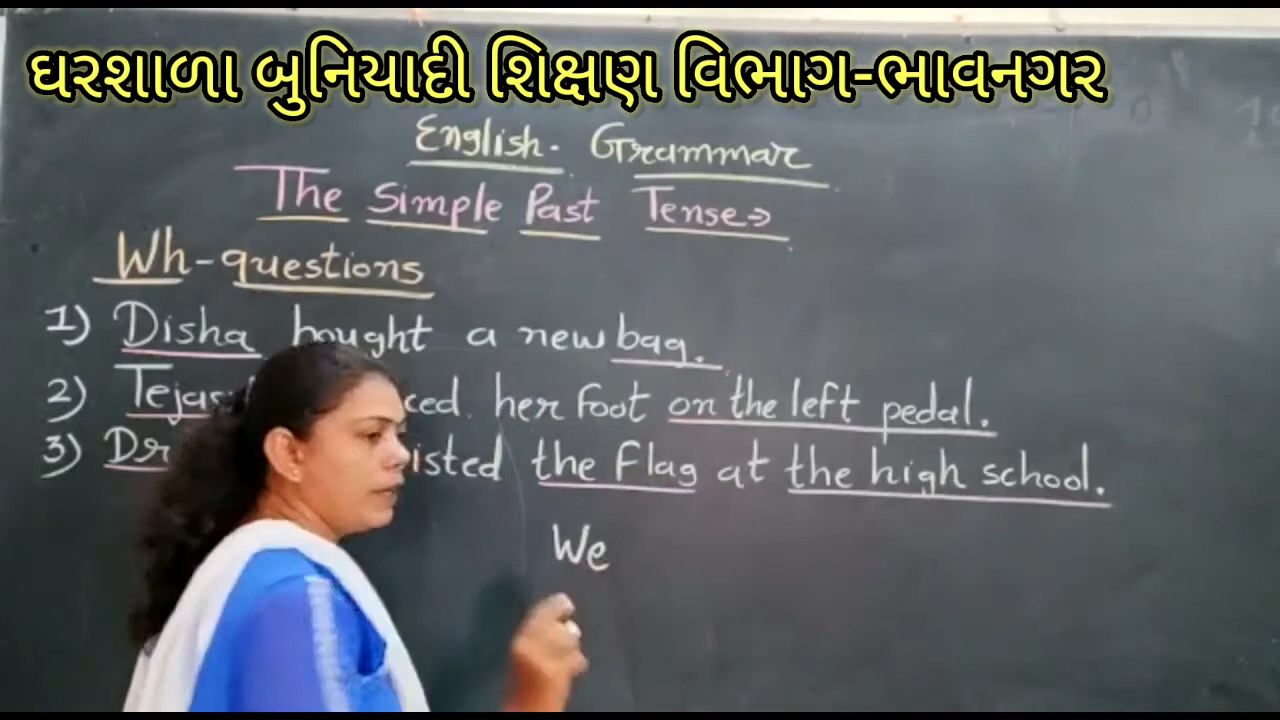 ઘરશાળા બુનિયાદી શિક્ષણ વિભાગ-ભાવનગર
English. Grammar
The Simple Past Tense→
Wh-questions
1) Disha bought a new bag.
2) her foot on the left pedal.
3) the flag at the high school.
We